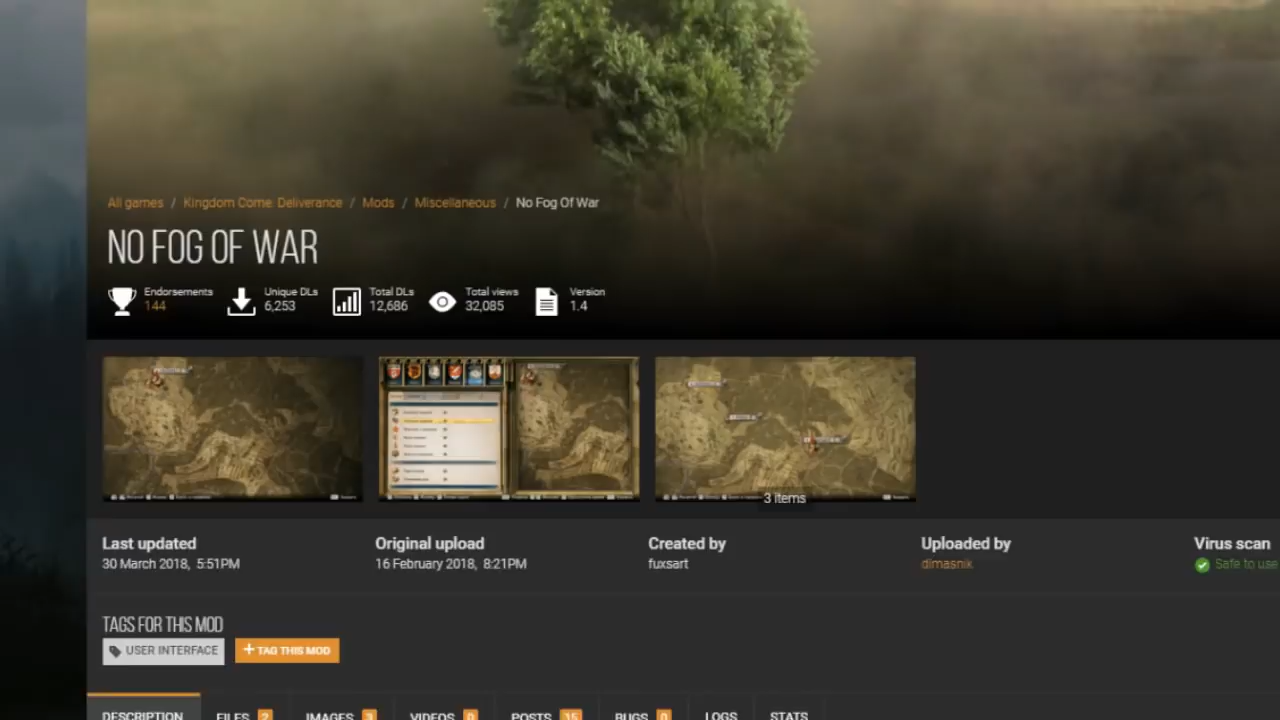 All games / Kingdom Come: Deliverance / Mods / Miscellaneous / No Fog Of War
NO FOG OF WAR
Endorsements Unique DLs Total DLs Total views Version
144 6,253 12,686 32,085 1.4
3 items
Last updated Original upload Created by Uploaded by Virus scan
30 March 2018, 5:51PM 16 February 2018, 8:21PM fuxsart dimasnik Safe to use
TAGS FOR THIS MOD
USER INTERFACE + TAG THIS MOD
DESCRIPTION FILES 2 IMAGES 3 VIDEOS 0 POSTS 15 BUGS 0 LOGS STATS